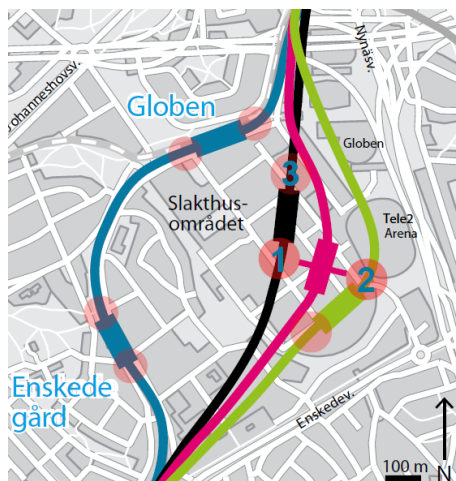 Johanneshovsv.
Nynäsv.
Globen
Globen
3
Slakthus-
området
Tele2
Arena
1
2
Enskede
gård
Enskedev.
100 m
N